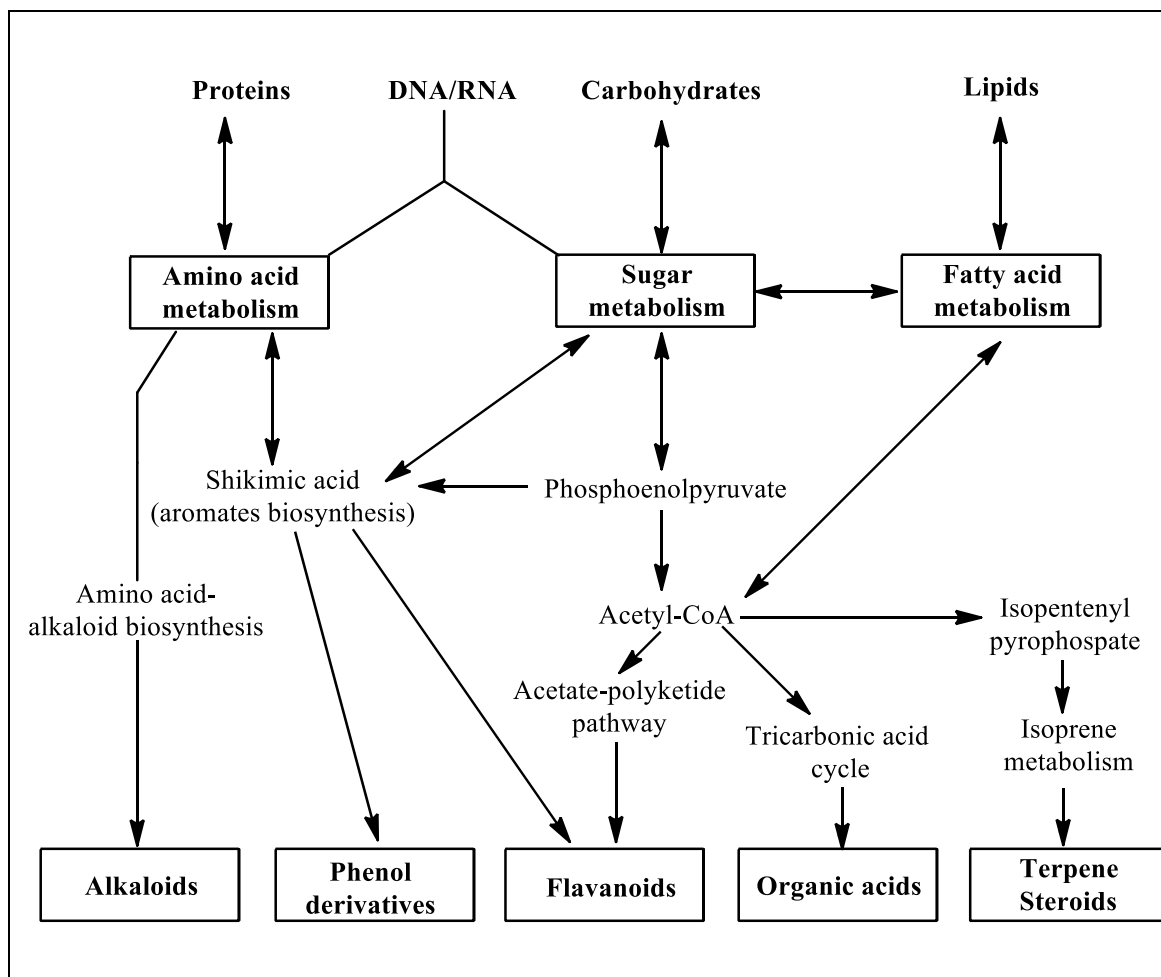 Proteins
DNA/RNA
Carbohydrates
Lipids
Amino acid
metabolism
Sugar
metabolism
Fatty acid
metabolism
Shikimic acid
(aromates biosynthesis)
Phosphoenolpyruvate
Amino acid-
alkaloid biosynthesis
Acetyl-CoA
Isopentenyl
pyrophospate
Acetate-polyketide
pathway
Tricarbonic acid
cycle
Isoprene
metabolism
Alkaloids
Phenol
derivatives
Flavanoids
Organic acids
Terpene
Steroids